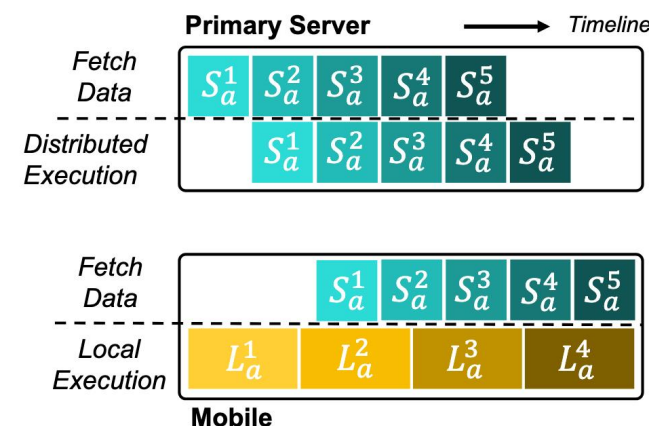 Primary Server
Timeline
Fetch Data
S_a^1 S_a^2 S_a^3 S_a^4 S_a^5
Distributed Execution
S_a^1 S_a^2 S_a^3 S_a^4 S_a^5
Fetch Data
S_a^1 S_a^2 S_a^3 S_a^4 S_a^5
Local Execution
L_a^1 L_a^2 L_a^3 L_a^4
Mobile